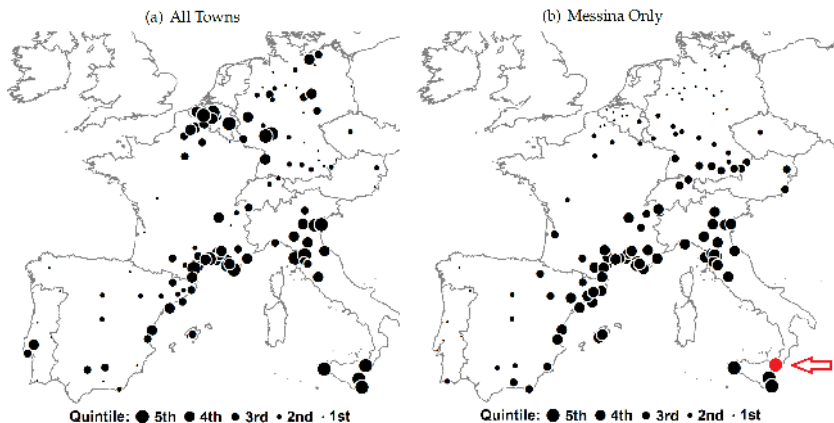 (a) All Towns
(b) Messina Only
Quintile: 5th 4th 3rd 2nd 1st
Quintile: 5th 4th 3rd 2nd 1st